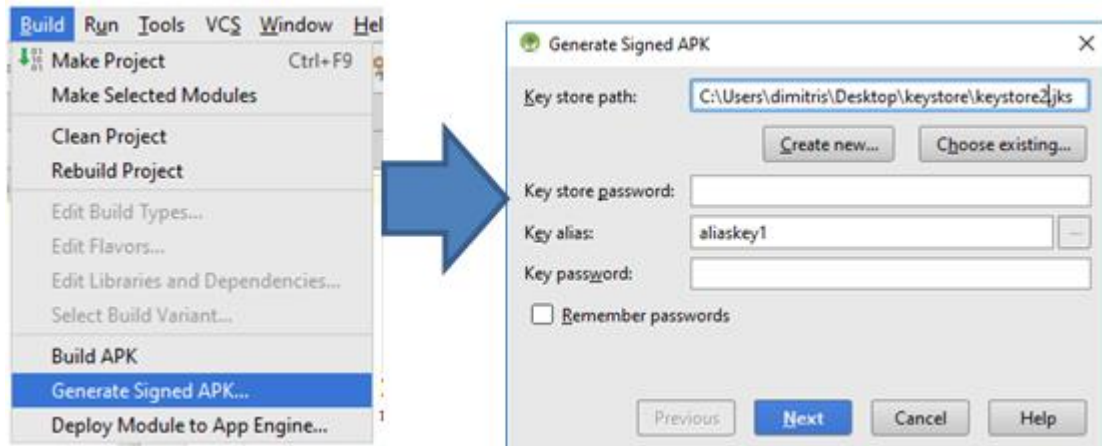 Build Run Tools VCS Window Hel
Make Project Ctrl+F9
Make Selected Modules
Clean Project
Rebuild Project
Edit Build Types...
Edit Flavors...
Edit Libraries and Dependencies...
Select Build Variant...
Build APK
Generate Signed APK...
Deploy Module to App Engine...
Generate Signed APK
Key store path: C:\Users\dimitris\Desktop\keystore\keystore2.jks
Create new... Choose existing...
Key store password:
Key alias: aliaskey1 ...
Key password:
Remember passwords
Previous Next Cancel Help